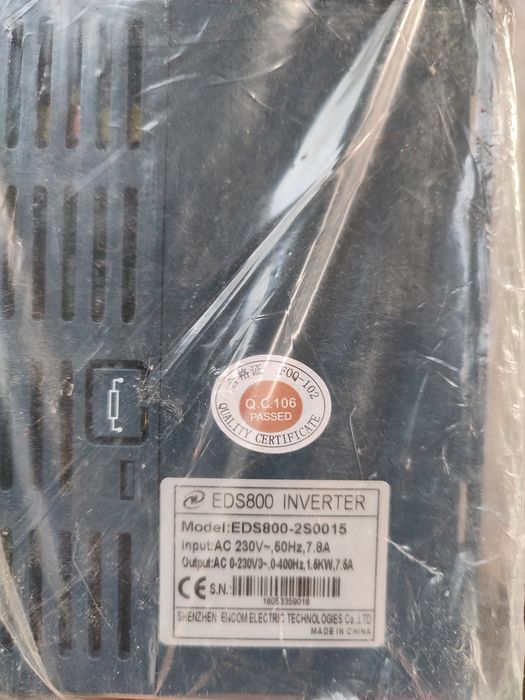 合格证 FOQ-102
Q.C.106
PASSED
QUALITY CERTIFICATE
EDS800 INVERTER
Model:EDS800-2S0015
Input:AC 230V~,50Hz,7.8A
Output:AC 0-230V3~,0-400Hz,1.5KW,7.5A
CE S.N.:
16053359018
SHENZHEN ENCOM ELECTRIC TECHNOLOGIES Co.,LTD
MADE IN CHINA